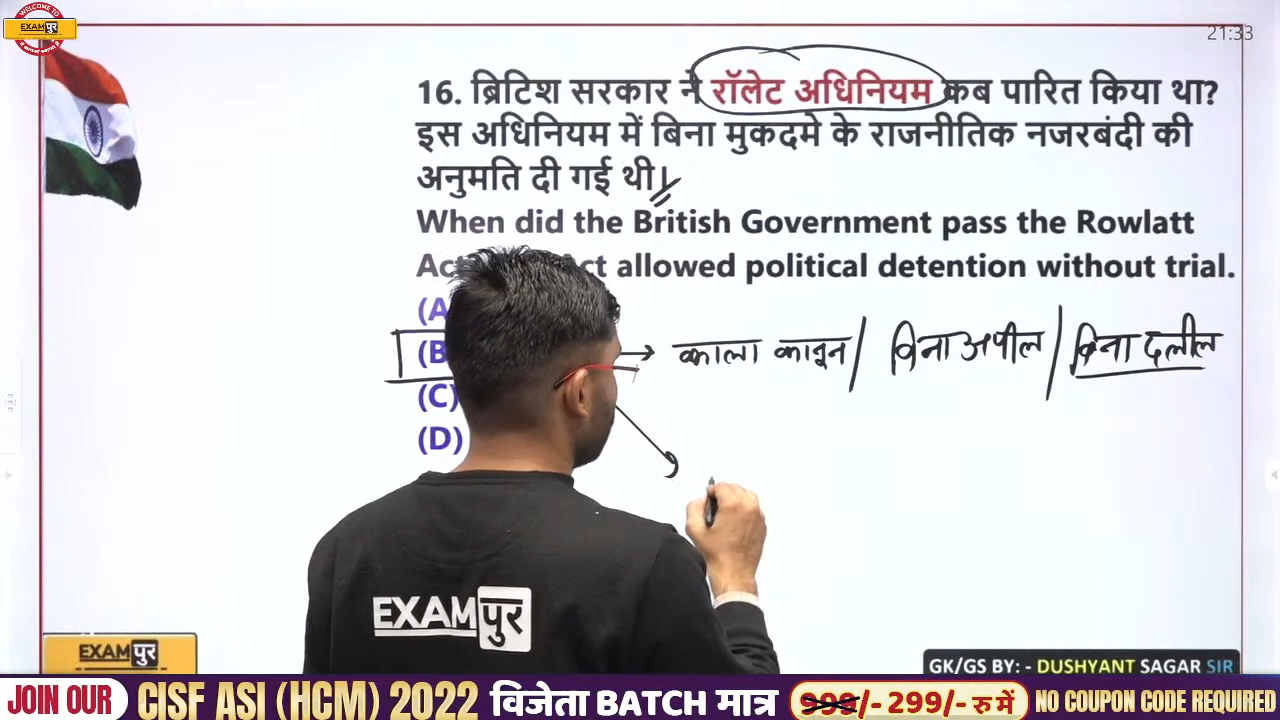 WELCOME TO
EXAMपुर
21:33
16. ब्रिटिश सरकार ने रॉलेट अधिनियम कब पारित किया था?
इस अधिनियम में बिना मुकदमे के राजनीतिक नजरबंदी की
अनुमति दी गई थी।
When did the British Government pass the Rowlatt
Act allowed political detention without trial.
(A
(B → काला कानून / बिना अपील / बिना दलील
(C)
(D)
EXAMपुर
EXAMपुर
GK/GS BY: - DUSHYANT SAGAR SIR
JOIN OUR CISF ASI (HCM) 2022 विजेता BATCH मात्र 999/- 299/- रु में NO COUPON CODE REQUIRED